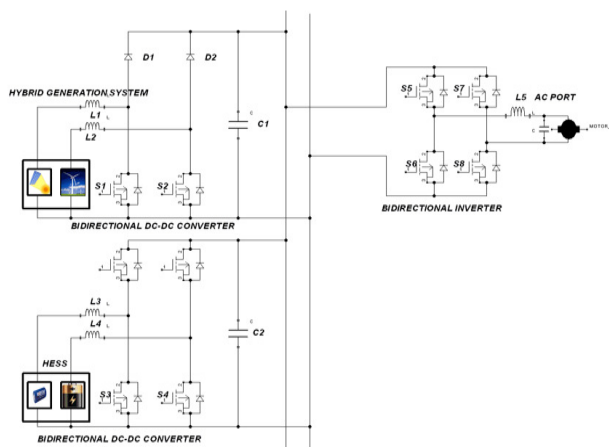 D1 D2
HYBRID GENERATION SYSTEM
L1 L
L2
C
C1
S1 S2
BIDIRECTIONAL DC-DC CONVERTER
L3 L
L4 L
C
C2
HESS
S3 S4
BIDIRECTIONAL DC-DC CONVERTER
S5 S7
L5 L AC PORT
C
MOTOR_
S6 S8
BIDIRECTIONAL INVERTER